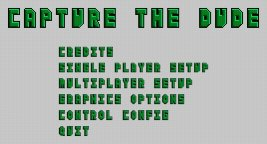 CAPTURE THE DUDE
CREDITS
SINGLE PLAYER SETUP
MULTIPLAYER SETUP
GRAPHICS OPTIONS
CONTROL CONFIG
QUIT